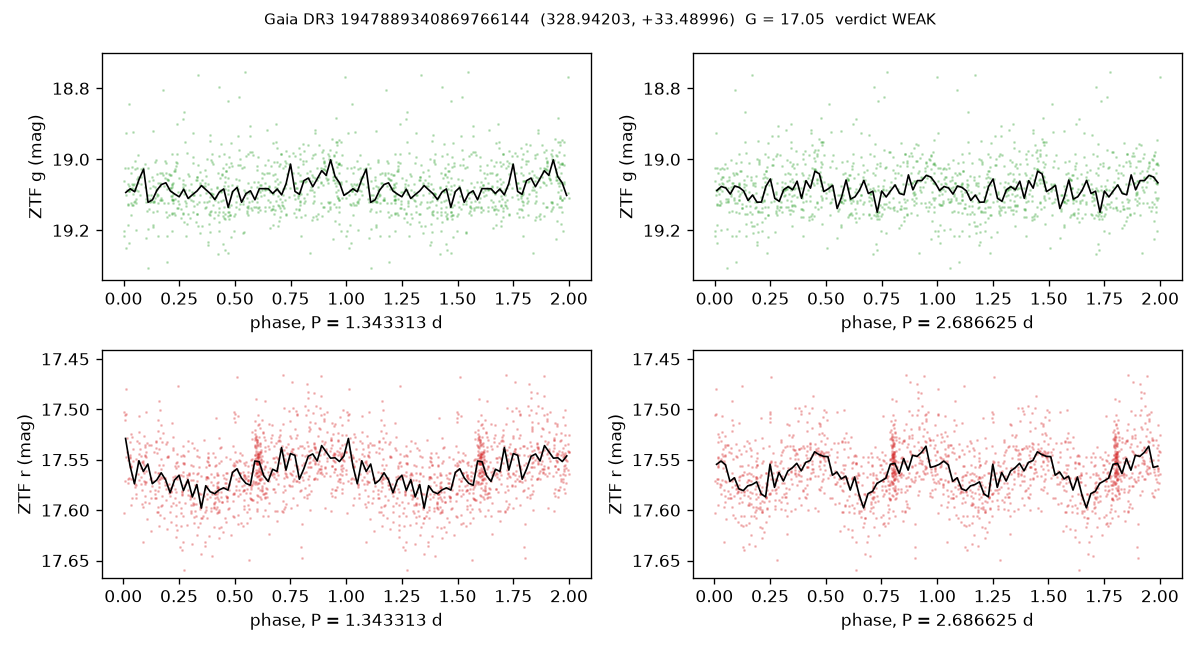 Gaia DR3 1947889340869766144 (328.94203, +33.48996) G = 17.05 verdict WEAK
ZTF g (mag)
18.8
19.0
19.2
0.00 0.25 0.50 0.75 1.00 1.25 1.50 1.75 2.00
phase, P = 1.343313 d
ZTF g (mag)
18.8
19.0
19.2
0.00 0.25 0.50 0.75 1.00 1.25 1.50 1.75 2.00
phase, P = 2.686625 d
ZTF r (mag)
17.45
17.50
17.55
17.60
17.65
0.00 0.25 0.50 0.75 1.00 1.25 1.50 1.75 2.00
phase, P = 1.343313 d
ZTF r (mag)
17.45
17.50
17.55
17.60
17.65
0.00 0.25 0.50 0.75 1.00 1.25 1.50 1.75 2.00
phase, P = 2.686625 d